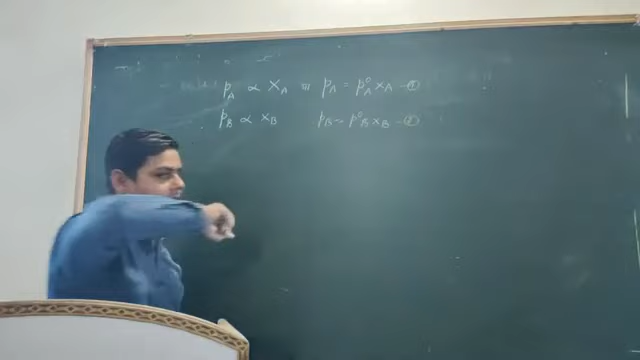 p_A ∝ x_A or p_A = p°_A x_A — ①
p_B ∝ x_B p_B = p°_B x_B — ②